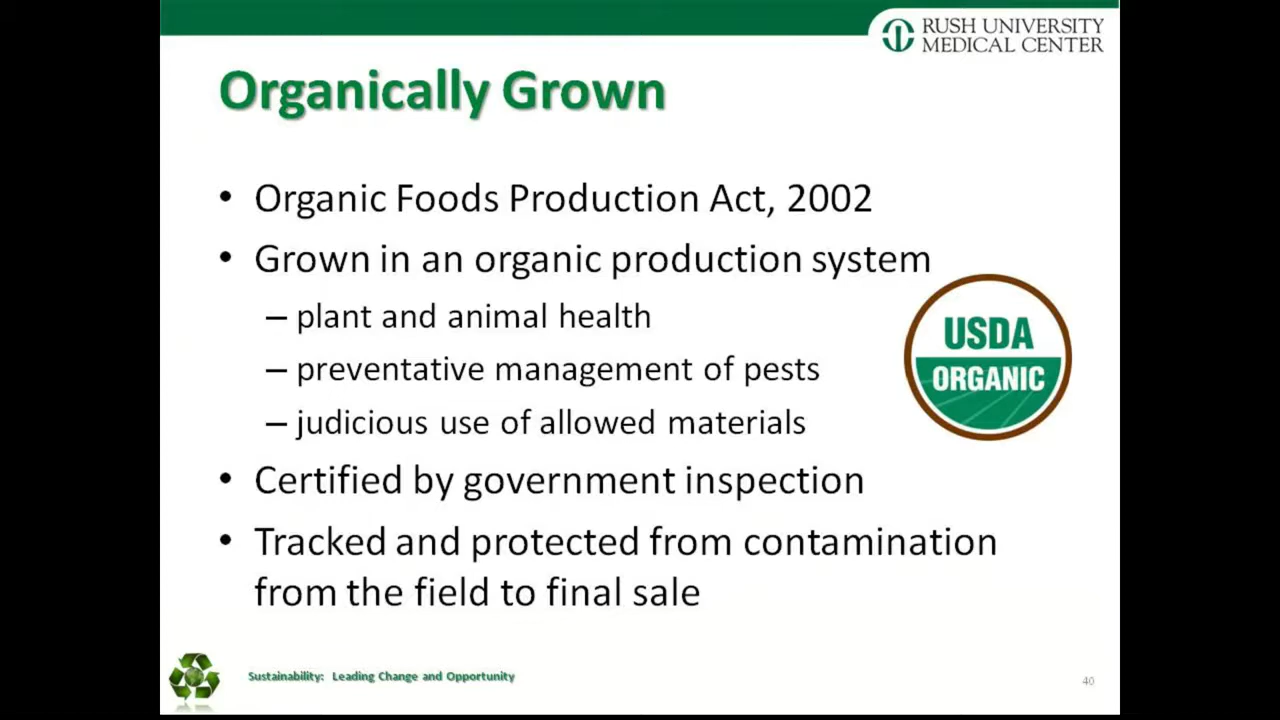 RUSH UNIVERSITY
MEDICAL CENTER
Organically Grown
• Organic Foods Production Act, 2002
• Grown in an organic production system
– plant and animal health
– preventative management of pests
– judicious use of allowed materials
USDA
ORGANIC
• Certified by government inspection
• Tracked and protected from contamination
from the field to final sale
Sustainability: Leading Change and Opportunity
40